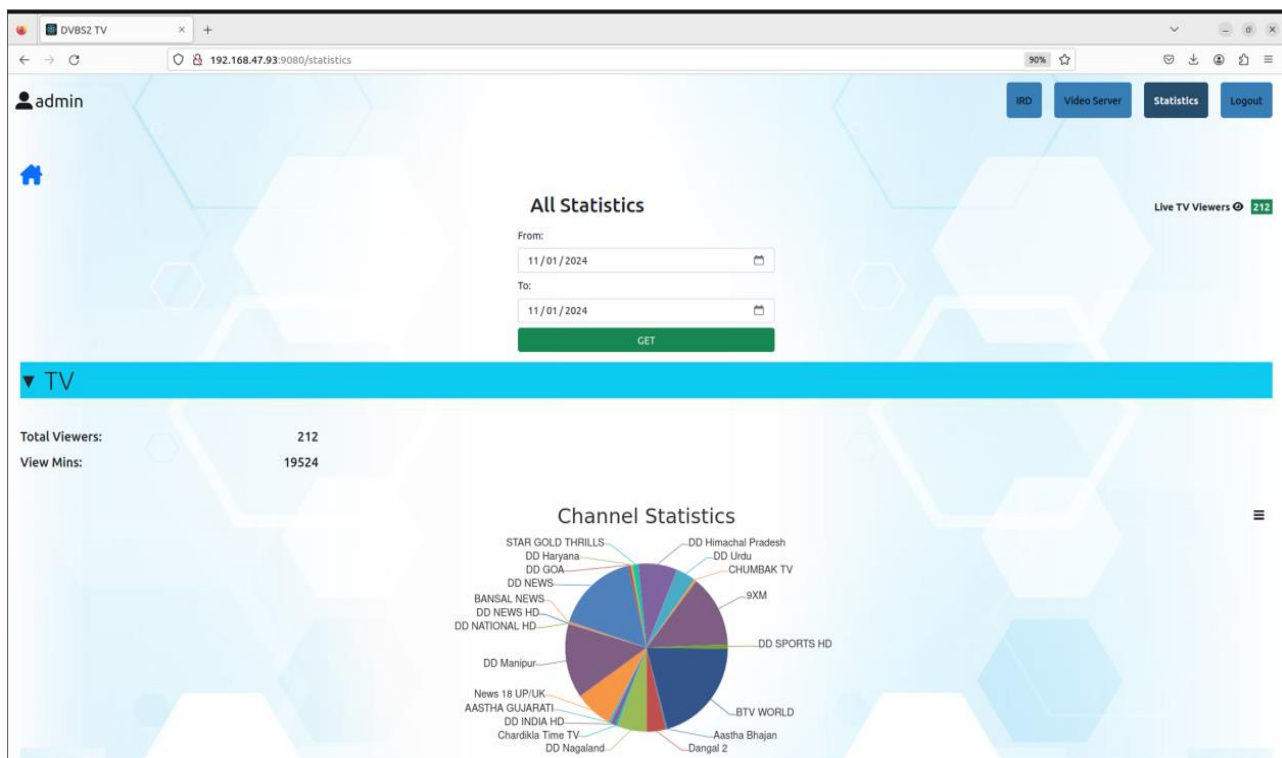 DVBS2 TV
192.168.47.93:9080/statistics
90%
admin
IRD Video Server Statistics Logout
All Statistics
Live TV Viewers 212
From:
11/01/2024
To:
11/01/2024
GET
TV
Total Viewers: 212
View Mins: 19524
Channel Statistics
STAR GOLD THRILLS
DD Himachal Pradesh
DD Haryana
DD Urdu
DD GOA
CHUMBAK TV
DD NEWS
BANSAL NEWS
9XM
DD NEWS HD
DD NATIONAL HD
DD SPORTS HD
DD Manipur
News 18 UP/UK
AASTHA GUJARATI
BTV WORLD
DD INDIA HD
Chardikla Time TV
Aastha Bhajan
DD Nagaland
Dangal 2